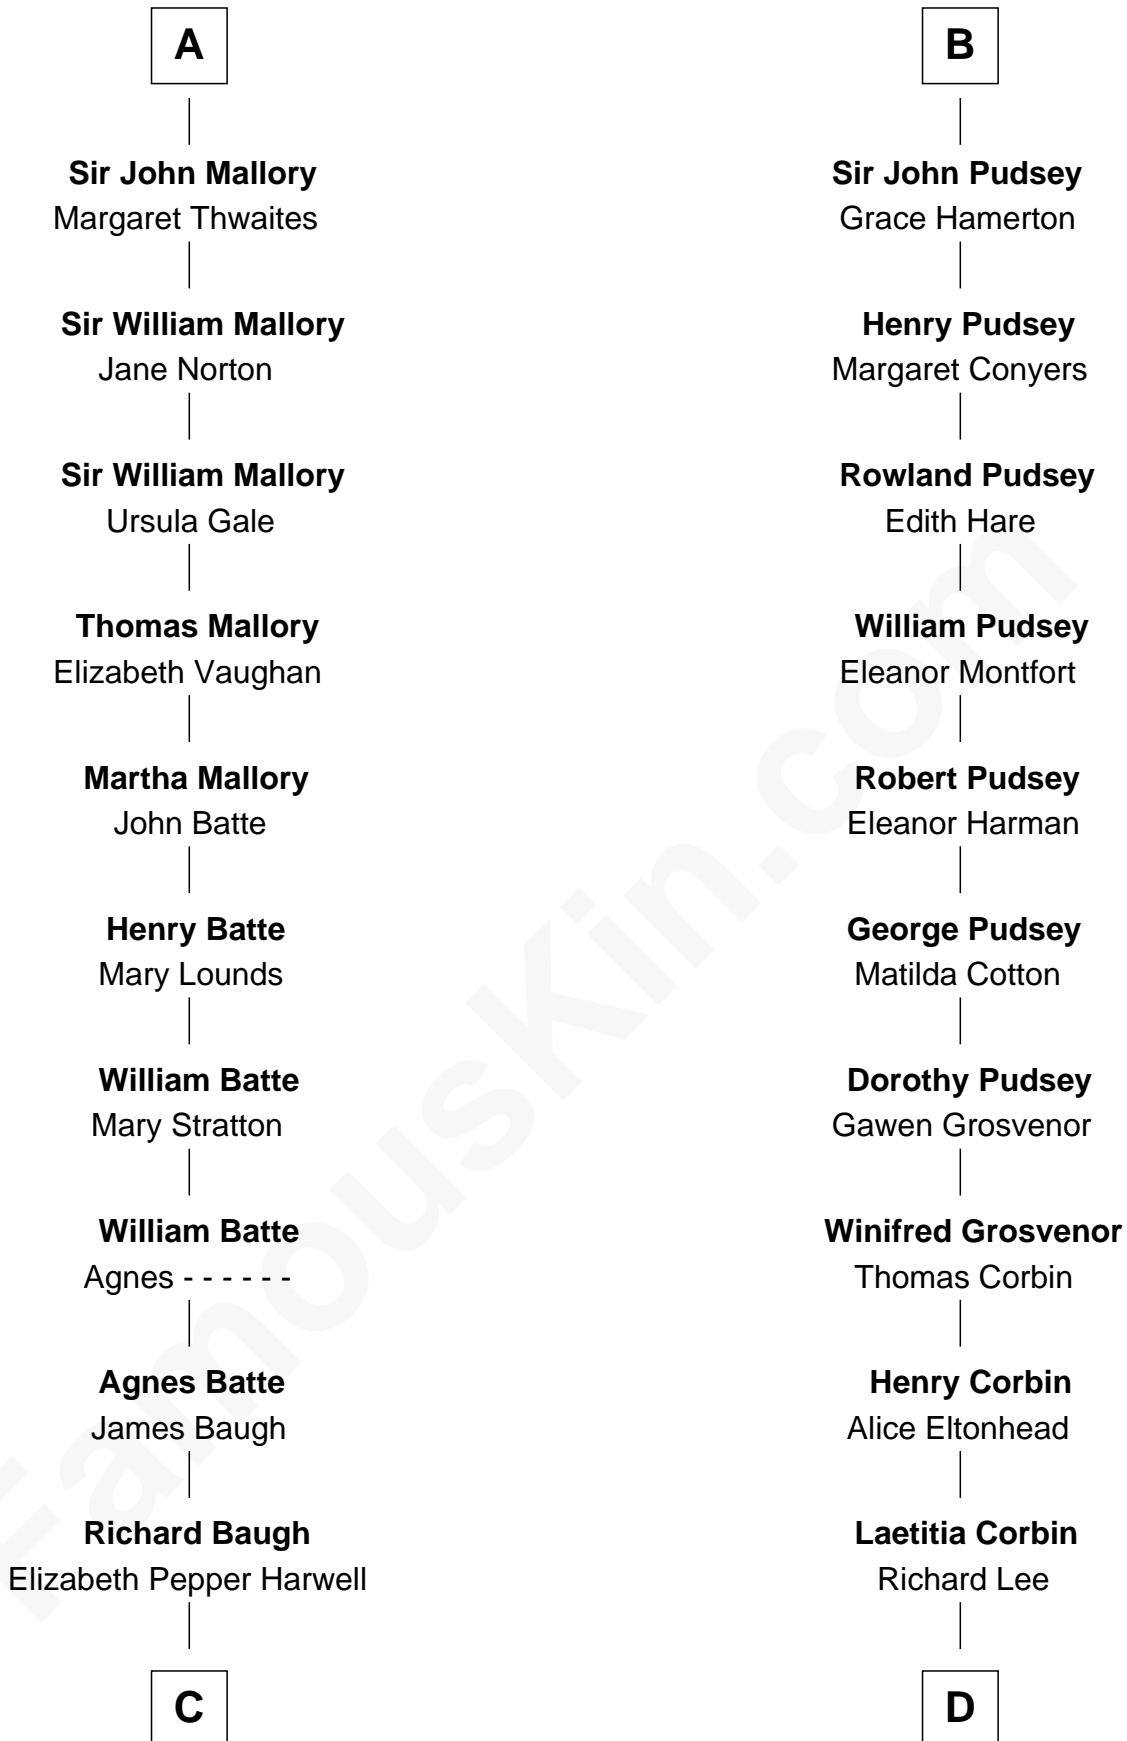 A
Sir John Mallory
Margaret Thwaites
Sir William Mallory
Jane Norton
Sir William Mallory
Ursula Gale
Thomas Mallory
Elizabeth Vaughan
Martha Mallory
John Batte
Henry Batte
Mary Lounds
William Batte
Mary Stratton
William Batte
Agnes - - - - - -
Agnes Batte
James Baugh
Richard Baugh
Elizabeth Pepper Harwell
C
B
Sir John Pudsey
Grace Hamerton
Henry Pudsey
Margaret Conyers
Rowland Pudsey
Edith Hare
William Pudsey
Eleanor Montfort
Robert Pudsey
Eleanor Harman
George Pudsey
Matilda Cotton
Dorothy Pudsey
Gawen Grosvenor
Winifred Grosvenor
Thomas Corbin
Henry Corbin
Alice Eltonhead
Laetitia Corbin
Richard Lee
D
FamousKin.com